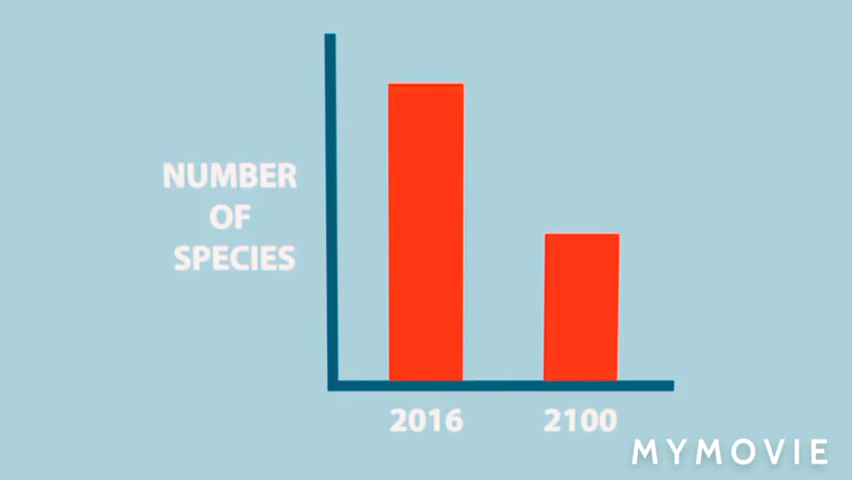 NUMBER
OF
SPECIES
2016 2100
MYMOVIE